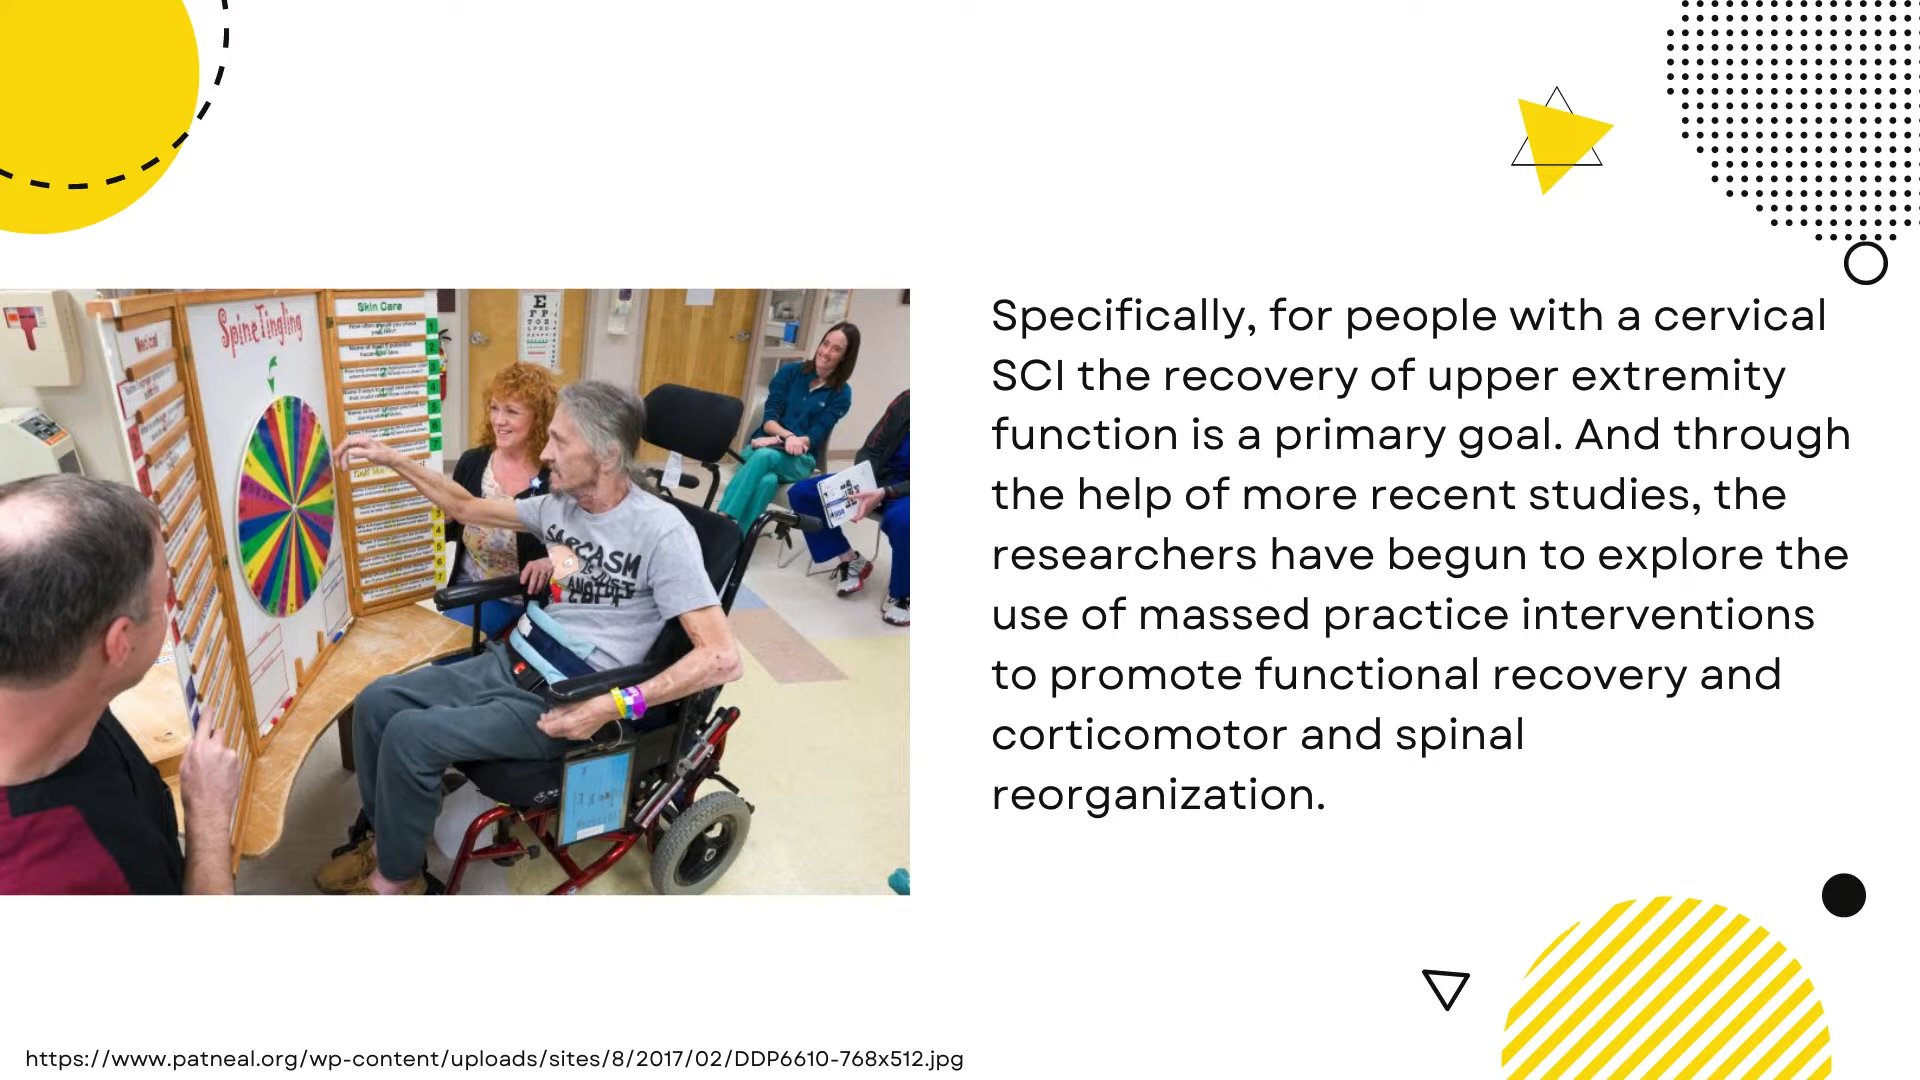 Spine Tingling
Skin Care
Medical
E
SARCASM
IS JUST
Specifically, for people with a cervical
SCI the recovery of upper extremity
function is a primary goal. And through
the help of more recent studies, the
researchers have begun to explore the
use of massed practice interventions
to promote functional recovery and
corticomotor and spinal
reorganization.
https://www.patneal.org/wp-content/uploads/sites/8/2017/02/DDP6610-768x512.jpg